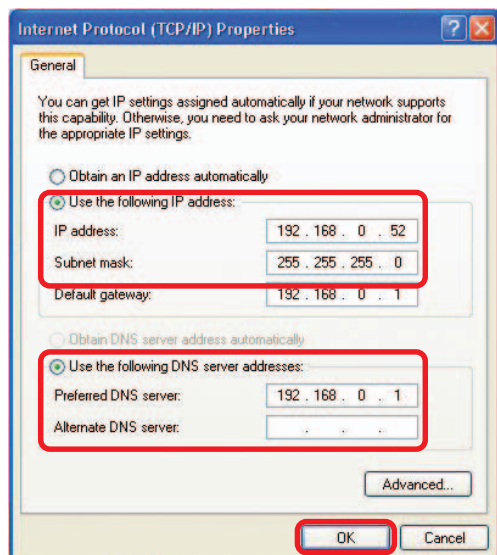 Internet Protocol (TCP/IP) Properties
General
You can get IP settings assigned automatically if your network supports
this capability. Otherwise, you need to ask your network administrator for
the appropriate IP settings.
Obtain an IP address automatically
Use the following IP address:
IP address: 192 . 168 . 0 . 52
Subnet mask: 255 . 255 . 255 . 0
Default gateway: 192 . 168 . 0 . 1
Obtain DNS server address automatically
Use the following DNS server addresses:
Preferred DNS server: 192 . 168 . 0 . 1
Alternate DNS server: . . .
Advanced...
OK Cancel